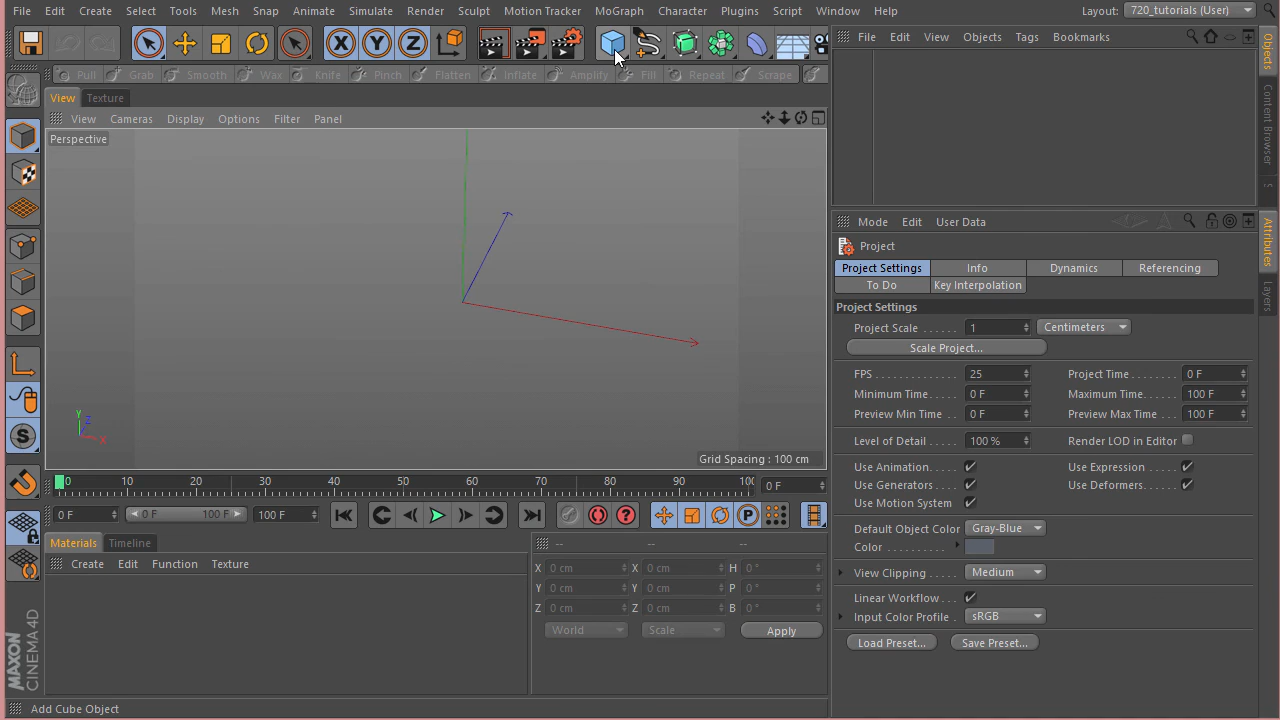 File Edit Create Select Tools Mesh Snap Animate Simulate Render Sculpt Motion Tracker MoGraph Character Plugins Script Window Help Layout: 720_tutorials (User)
X Y Z
File Edit View Objects Tags Bookmarks
Pull Grab Smooth Wax Knife Pinch Flatten Inflate Amplify Fill Repeat Scrape
View Texture
View Cameras Display Options Filter Panel
Perspective
Y
Z
X
Grid Spacing : 100 cm
0 10 20 30 40 50 60 70 80 90 100 0 F
0 F 0 F 100 F 100 F
P
Materials Timeline
Create Edit Function Texture
-- -- --
X 0 cm X 0 cm H 0 °
Y 0 cm Y 0 cm P 0 °
Z 0 cm Z 0 cm B 0 °
World Scale Apply
MAXON
CINEMA 4D
Add Cube Object
Objects
Content Browser
S
Attributes
Layers
Mode Edit User Data
Project
Project Settings Info Dynamics Referencing
To Do Key Interpolation
Project Settings
Project Scale . . . . . . 1 Centimeters
Scale Project...
FPS . . . . . . . . . . . . . . . 25 Project Time . . . . . . . . 0 F
Minimum Time . . . . . 0 F Maximum Time . . . . . 100 F
Preview Min Time . . 0 F Preview Max Time . . 100 F
Level of Detail . . . . . . 100 % Render LOD in Editor
Use Animation. . . . Use Expression . . . .
Use Generators . . . Use Deformers. . . . .
Use Motion System
Default Object Color Gray-Blue
Color . . . . . . . . . .
View Clipping . . . . . . Medium
Linear Workflow . . .
Input Color Profile . sRGB
Load Preset... Save Preset...